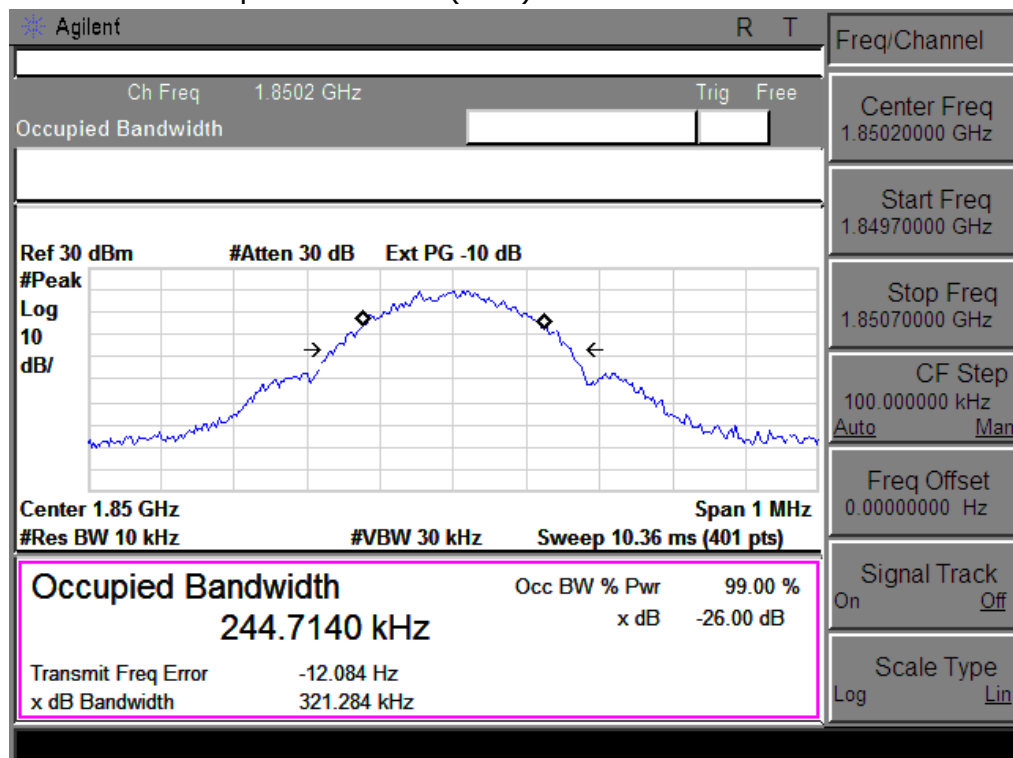 Agilent R T
Freq/Channel
Ch Freq 1.8502 GHz Trig Free
Occupied Bandwidth
Center Freq
1.85020000 GHz
Start Freq
1.84970000 GHz
Ref 30 dBm #Atten 30 dB Ext PG -10 dB
#Peak
Log
10
dB/
Stop Freq
1.85070000 GHz
CF Step
100.000000 kHz
Auto Man
Center 1.85 GHz Span 1 MHz
#Res BW 10 kHz #VBW 30 kHz Sweep 10.36 ms (401 pts)
Freq Offset
0.00000000 Hz
Occupied Bandwidth Occ BW % Pwr 99.00 %
244.7140 kHz x dB -26.00 dB
Transmit Freq Error -12.084 Hz
x dB Bandwidth 321.284 kHz
Signal Track
On Off
Scale Type
Log Lin